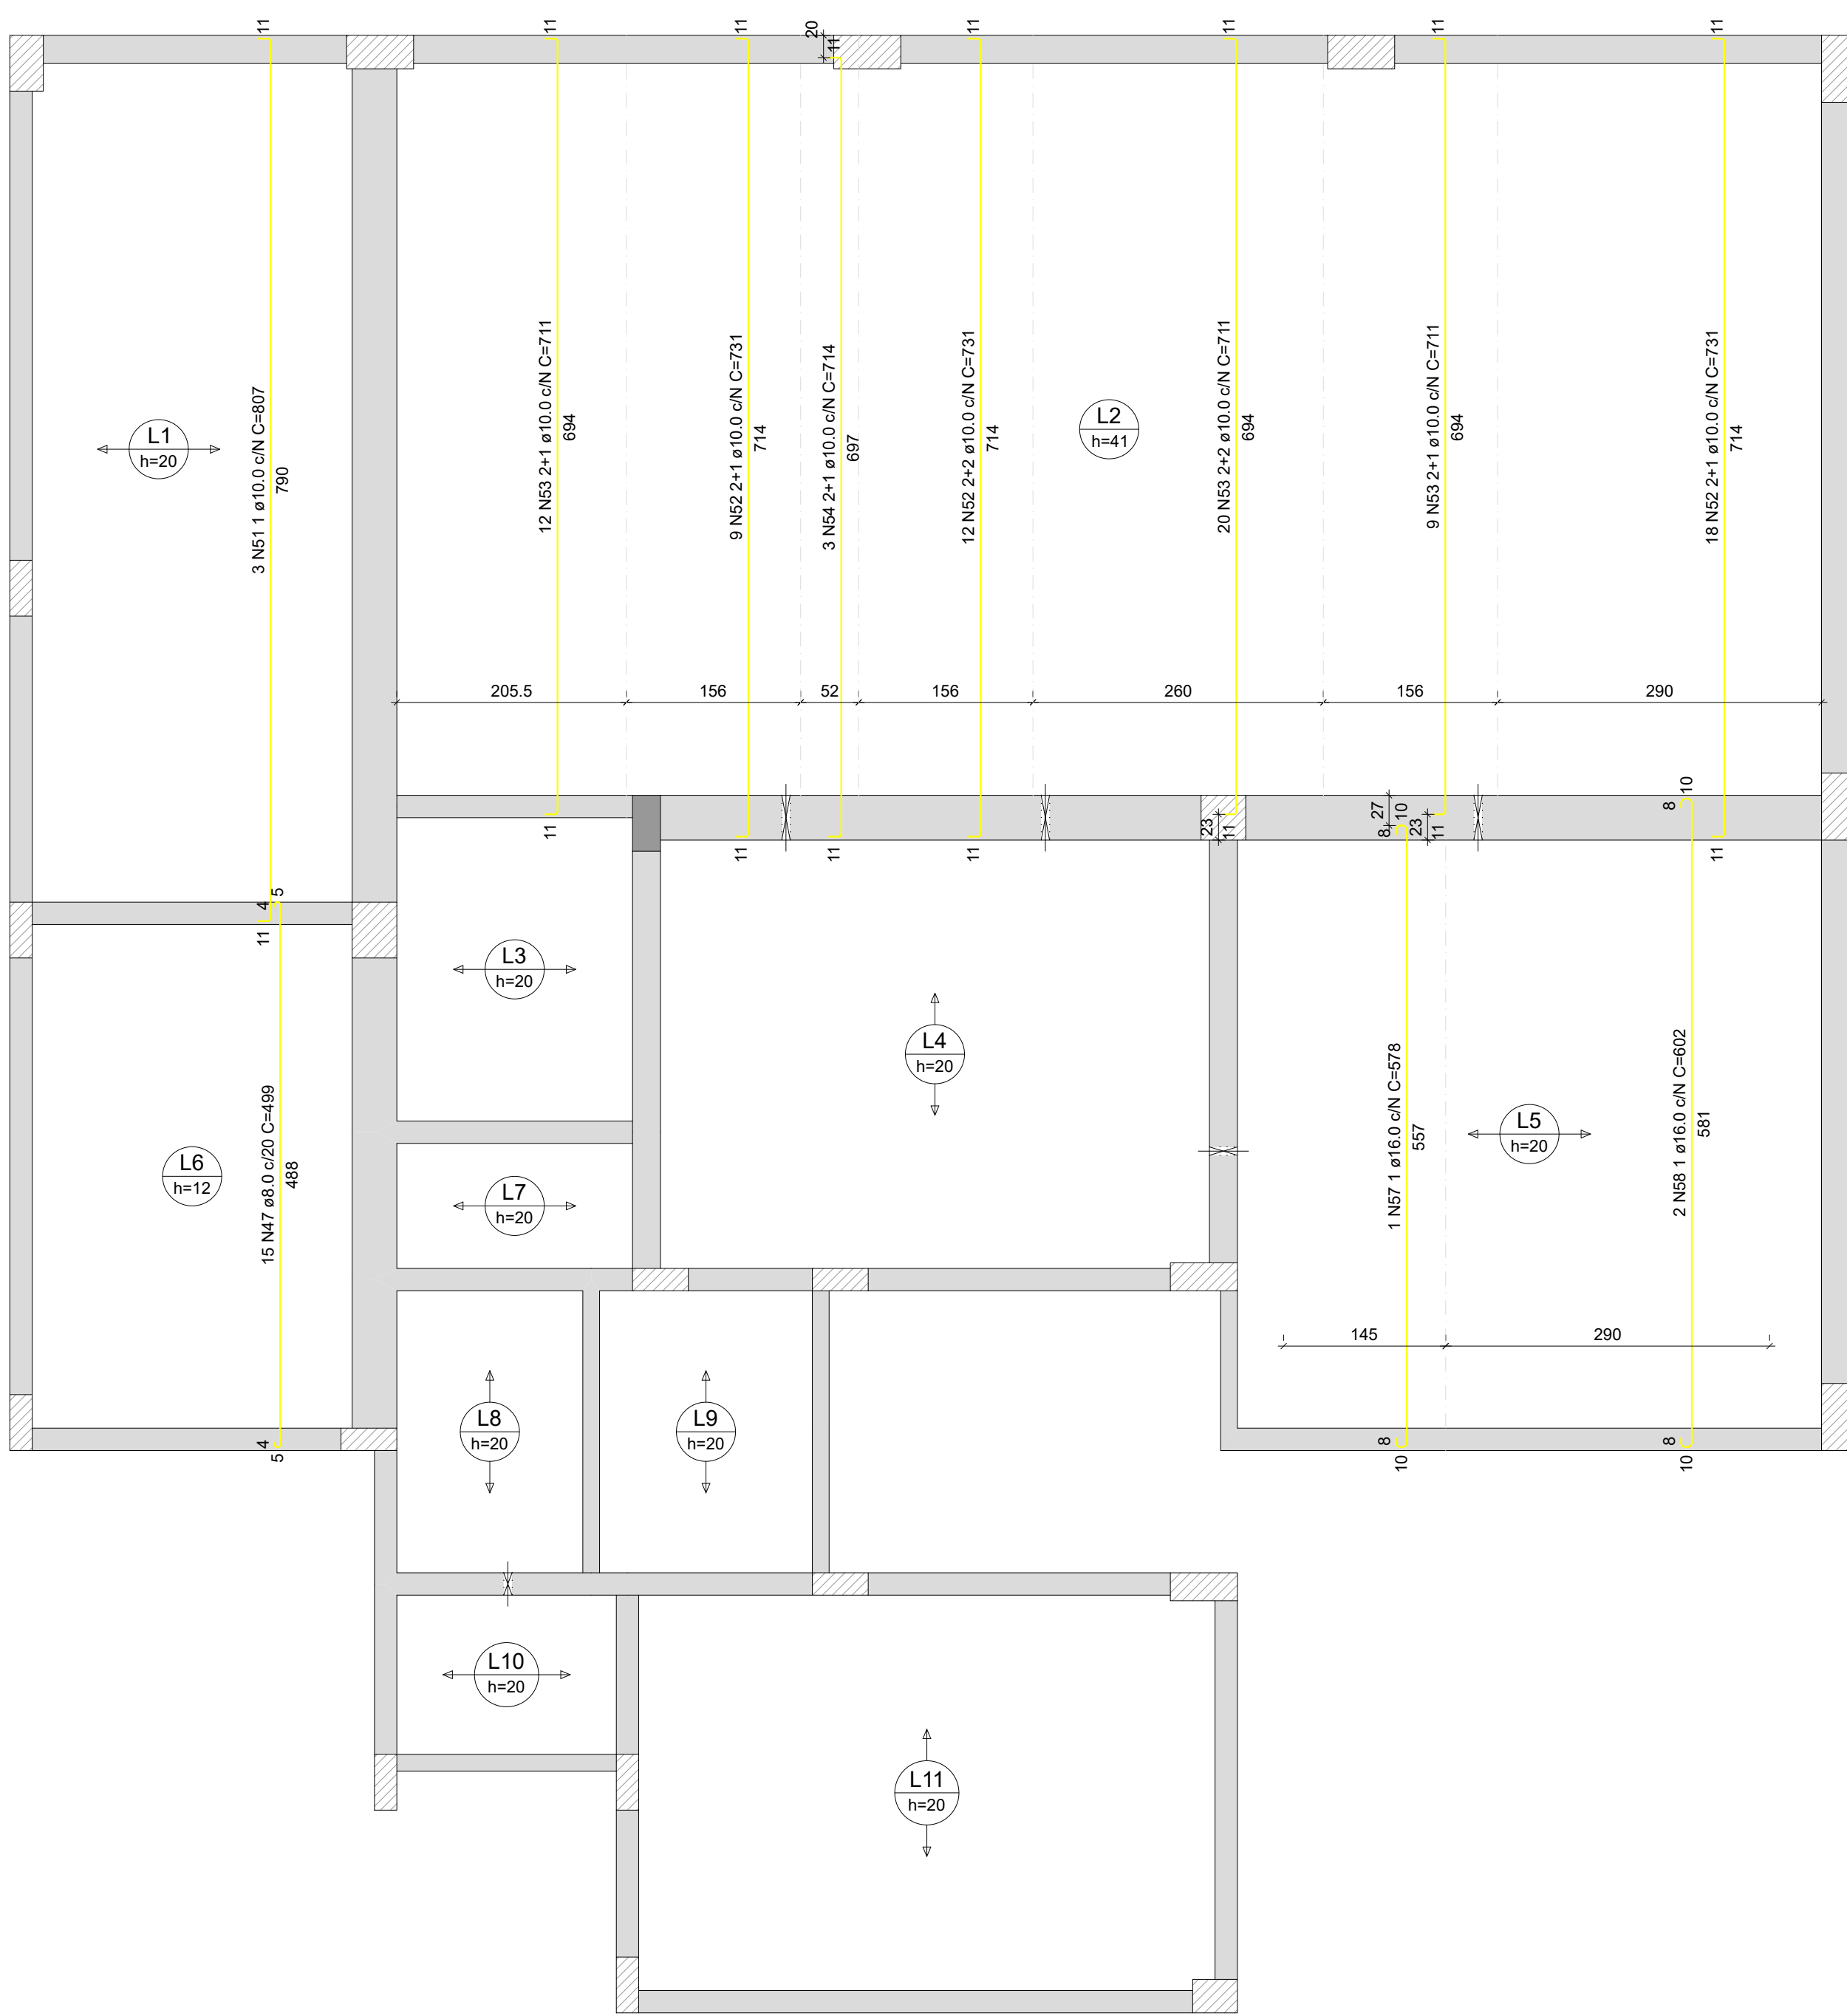 11
11
11
20
11
11
11
11
11
3 N51 1 ø10.0 c/N C=807
790
12 N53 2+1 ø10.0 c/N C=711
694
9 N52 2+1 ø10.0 c/N C=731
714
3 N54 2+1 ø10.0 c/N C=714
697
12 N52 2+2 ø10.0 c/N C=731
714
20 N53 2+2 ø10.0 c/N C=711
694
9 N53 2+1 ø10.0 c/N C=711
694
18 N52 2+1 ø10.0 c/N C=731
714
L1
h=20
L2
h=41
205.5
156
52
156
260
156
290
11
11
11
11
23
11
27
10
8
23
11
10
8
11
5
4
11
L3
h=20
L4
h=20
L5
h=20
L6
h=12
L7
h=20
15 N47 ø8.0 c/20 C=499
488
1 N57 1 ø16.0 c/N C=578
557
2 N58 1 ø16.0 c/N C=602
581
145
290
4
5
L8
h=20
L9
h=20
8
10
8
10
L10
h=20
L11
h=20